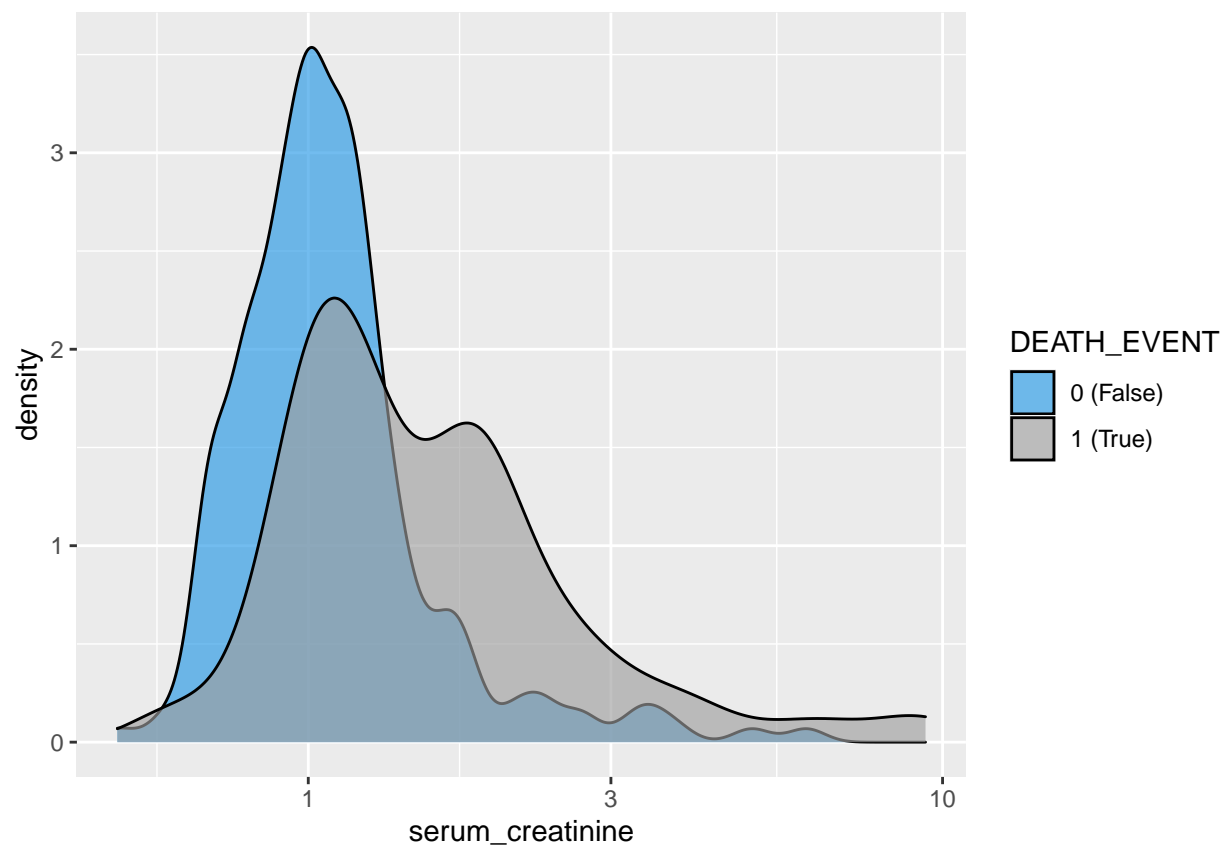 3
2
1
0
density
1
3
10
serum_creatinine
DEATH_EVENT
0 (False)
1 (True)